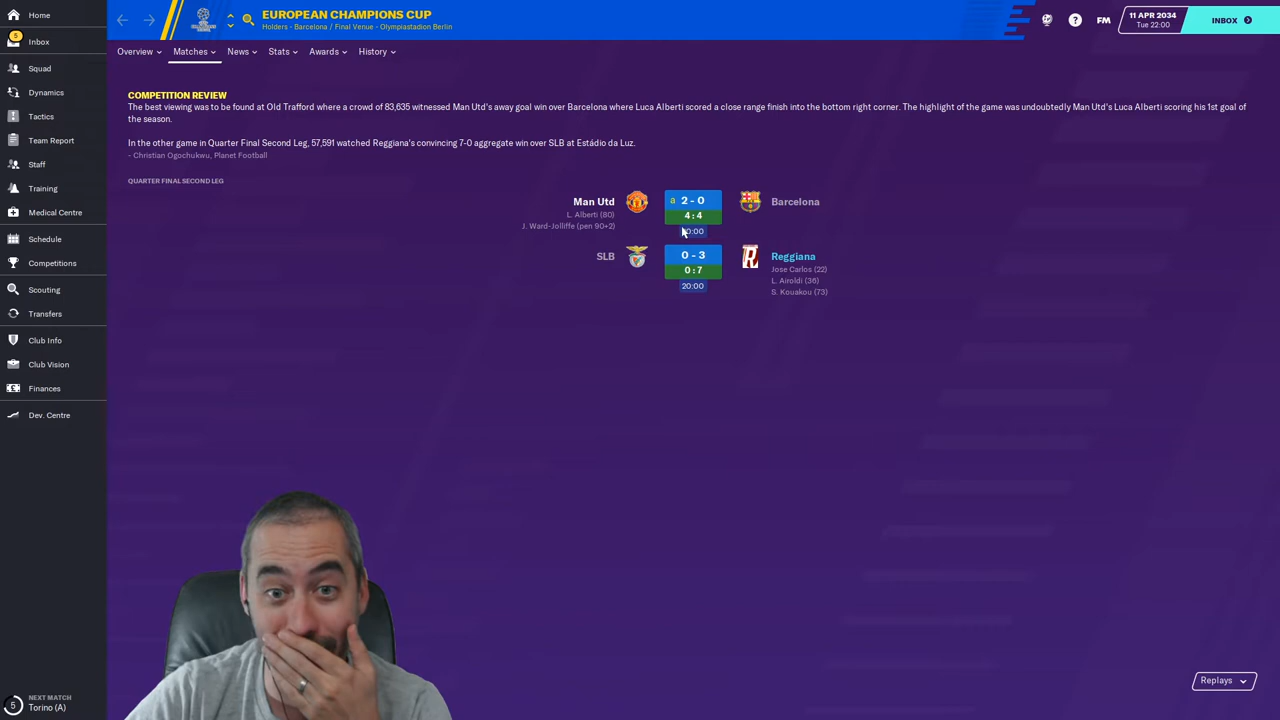 Home
5
Inbox
Squad
Dynamics
Tactics
Team Report
Staff
Training
Medical Centre
Schedule
Competitions
Scouting
Transfers
Club Info
Club Vision
Finances
Dev. Centre
5
NEXT MATCH
Torino (A)
EUROPEAN CHAMPIONS CUP
Holders - Barcelona / Final Venue - Olympiastadion Berlin
?
FM
11 APR 2034
Tue 22:00
INBOX
Overview
Matches
News
Stats
Awards
History
COMPETITION REVIEW
The best viewing was to be found at Old Trafford where a crowd of 83,635 witnessed Man Utd's away goal win over Barcelona where Luca Alberti scored a close range finish into the bottom right corner. The highlight of the game was undoubtedly Man Utd's Luca Alberti scoring his 1st goal of
the season.
In the other game in Quarter Final Second Leg, 57,591 watched Reggiana's convincing 7-0 aggregate win over SLB at Estádio da Luz.
- Christian Ogochukwu, Planet Football
QUARTER FINAL SECOND LEG
Man Utd a 2 - 0 Barcelona
L. Alberti (80) 4 : 4
J. Ward-Jolliffe (pen 90+2)
SLB 0 - 3 Reggiana
0 : 7 Jose Carlos (22)
L. Airoldi (36)
20:00 S. Kouakou (73)
Replays